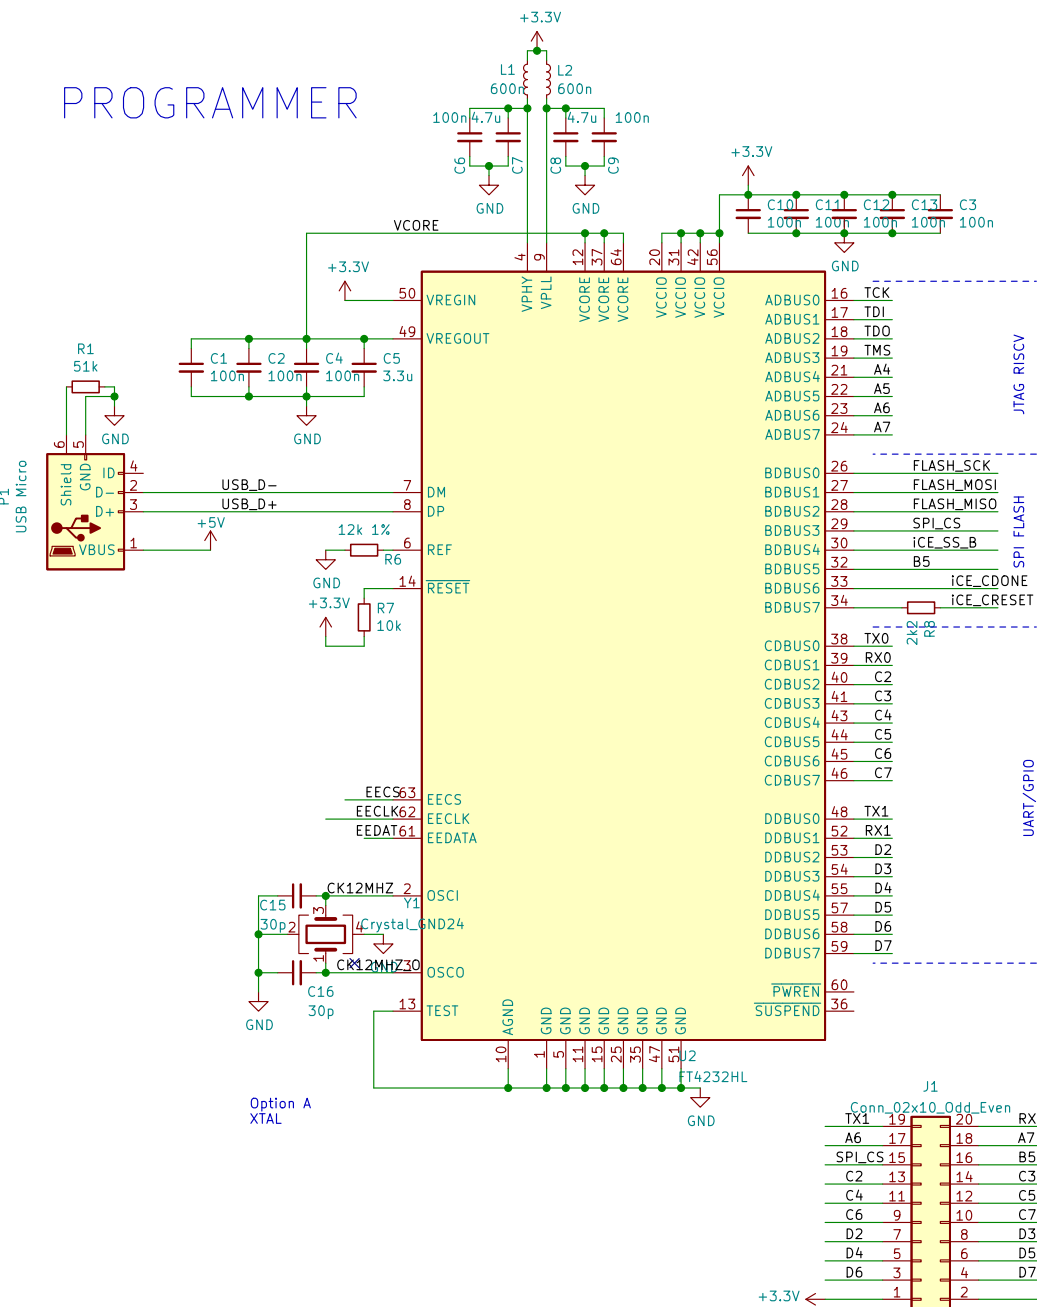 +3.3V
PROGRAMMER
L1
600n
L2
600n
100n
4.7u
4.7u
100n
C6
C7
C8
C9
GND
GND
+3.3V
C10
100n
C11
100n
C12
100n
C13
100n
C3
100n
GND
VCORE
+3.3V
4
9
12
37
64
20
31
42
56
VPHY
VPLL
VCORE
VCORE
VCORE
VCCIO
VCCIO
VCCIO
VCCIO
50 VREGIN
49 VREGOUT
C1
100n
C2
100n
C4
100n
C5
3.3u
GND
R1
51k
GND
6
5
Shield
GND
P1
USB Micro
ID 4
D- 2
D+ 3
VBUS 1
USB_D-
USB_D+
+5V
7 DM
8 DP
12k 1%
R6
6 REF
GND
14 RESET
+3.3V
R7
10k
ADBUS0 16 TCK
ADBUS1 17 TDI
ADBUS2 18 TDO
ADBUS3 19 TMS
ADBUS4 21 A4
ADBUS5 22 A5
ADBUS6 23 A6
ADBUS7 24 A7
JTAG RISCV
BDBUS0 26 FLASH_SCK
BDBUS1 27 FLASH_MOSI
BDBUS2 28 FLASH_MISO
BDBUS3 29 SPI_CS
BDBUS4 30 iCE_SS_B
BDBUS5 32 B5
BDBUS6 33 iCE_CDONE
BDBUS7 34 iCE_CRESET
SPI FLASH
2k2
R8
CDBUS0 38 TX0
CDBUS1 39 RX0
CDBUS2 40 C2
CDBUS3 41 C3
CDBUS4 43 C4
CDBUS5 44 C5
CDBUS6 45 C6
CDBUS7 46 C7
UART/GPIO
DDBUS0 48 TX1
DDBUS1 52 RX1
DDBUS2 53 D2
DDBUS3 54 D3
DDBUS4 55 D4
DDBUS5 57 D5
DDBUS6 58 D6
DDBUS7 59 D7
PWREN 60
SUSPEND 36
EECS 63 EECS
EECLK 62 EECLK
EEDAT 61 EEDATA
CK12MHZ 2 OSCI
Y1
Crystal_GND24
C15
30p
3
2
4
1
GND
CK12MHZ_O 3 OSCO
C16
30p
GND
13 TEST
AGND
GND
GND
GND
GND
GND
GND
GND
GND
10
1
5
11
15
25
35
47
51
U2
FT4232HL
GND
Option A
XTAL
J1
Conn_02x10_Odd_Even
TX1 19 20 RX
A6 17 18 A7
SPI_CS 15 16 B5
C2 13 14 C3
C4 11 12 C5
C6 9 10 C7
D2 7 8 D3
D4 5 6 D5
D6 3 4 D7
+3.3V 1 2